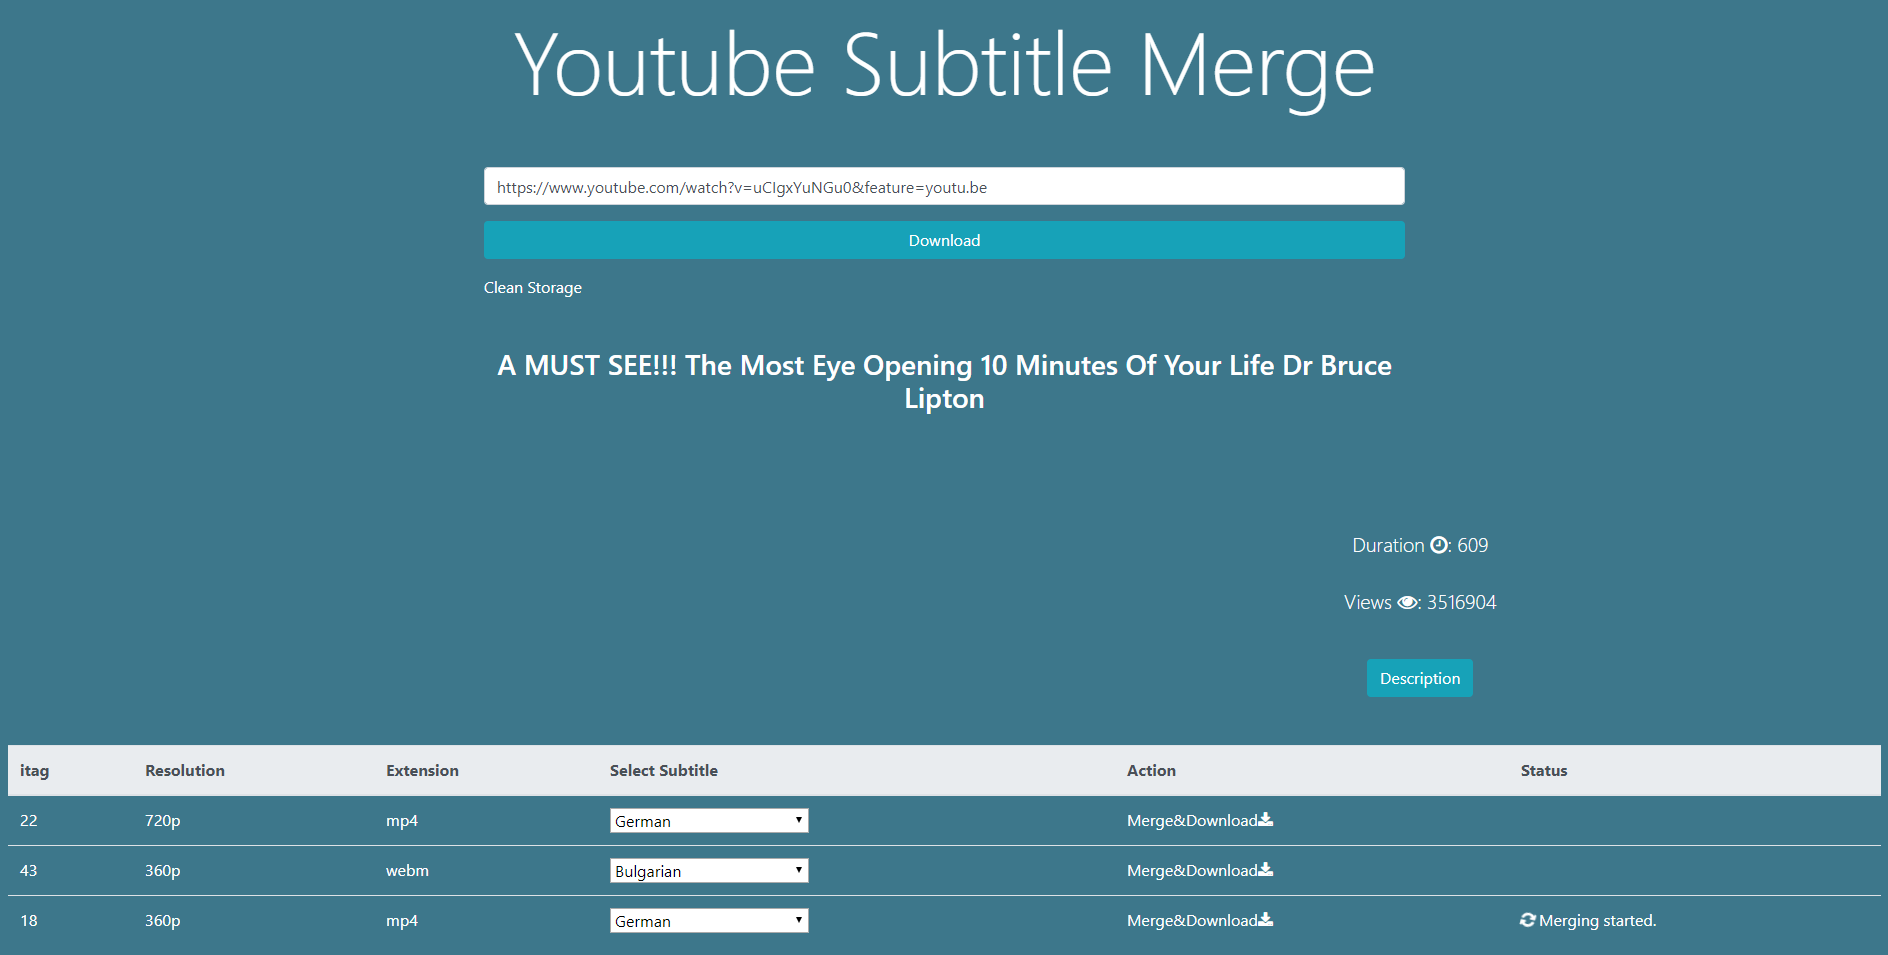 Youtube Subtitle Merge
https://www.youtube.com/watch?v=uCIgxYuNGu0&feature=youtu.be
Download
Clean Storage
A MUST SEE!!! The Most Eye Opening 10 Minutes Of Your Life Dr Bruce
Lipton
Duration : 609
Views : 3516904
Description
itag Resolution Extension Select Subtitle Action Status
22 720p mp4 German Merge&Download
43 360p webm Bulgarian Merge&Download
18 360p mp4 German Merge&Download Merging started.